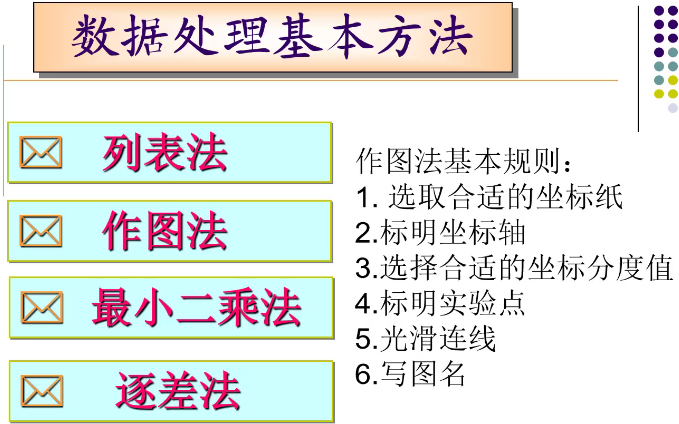 数据处理基本方法
列表法
作图法
最小二乘法
逐差法
作图法基本规则：
1. 选取合适的坐标纸
2.标明坐标轴
3.选择合适的坐标分度值
4.标明实验点
5.光滑连线
6.写图名